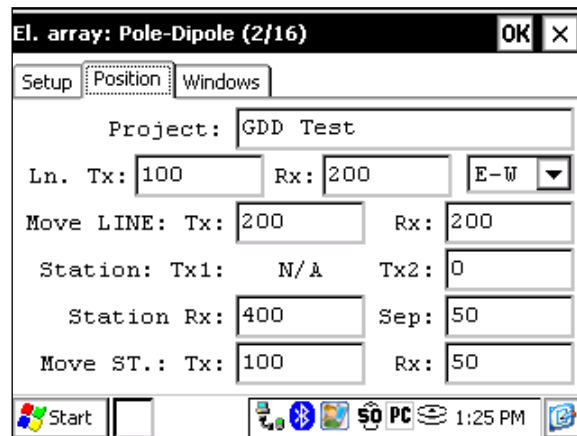 El. array: Pole-Dipole (2/16) OK ×
Setup Position Windows
Project: GDD Test
Ln. Tx: 100 Rx: 200 E-W
Move LINE: Tx: 200 Rx: 200
Station: Tx1: N/A Tx2: 0
Station Rx: 400 Sep: 50
Move ST.: Tx: 100 Rx: 50
Start 50 PC 1:25 PM